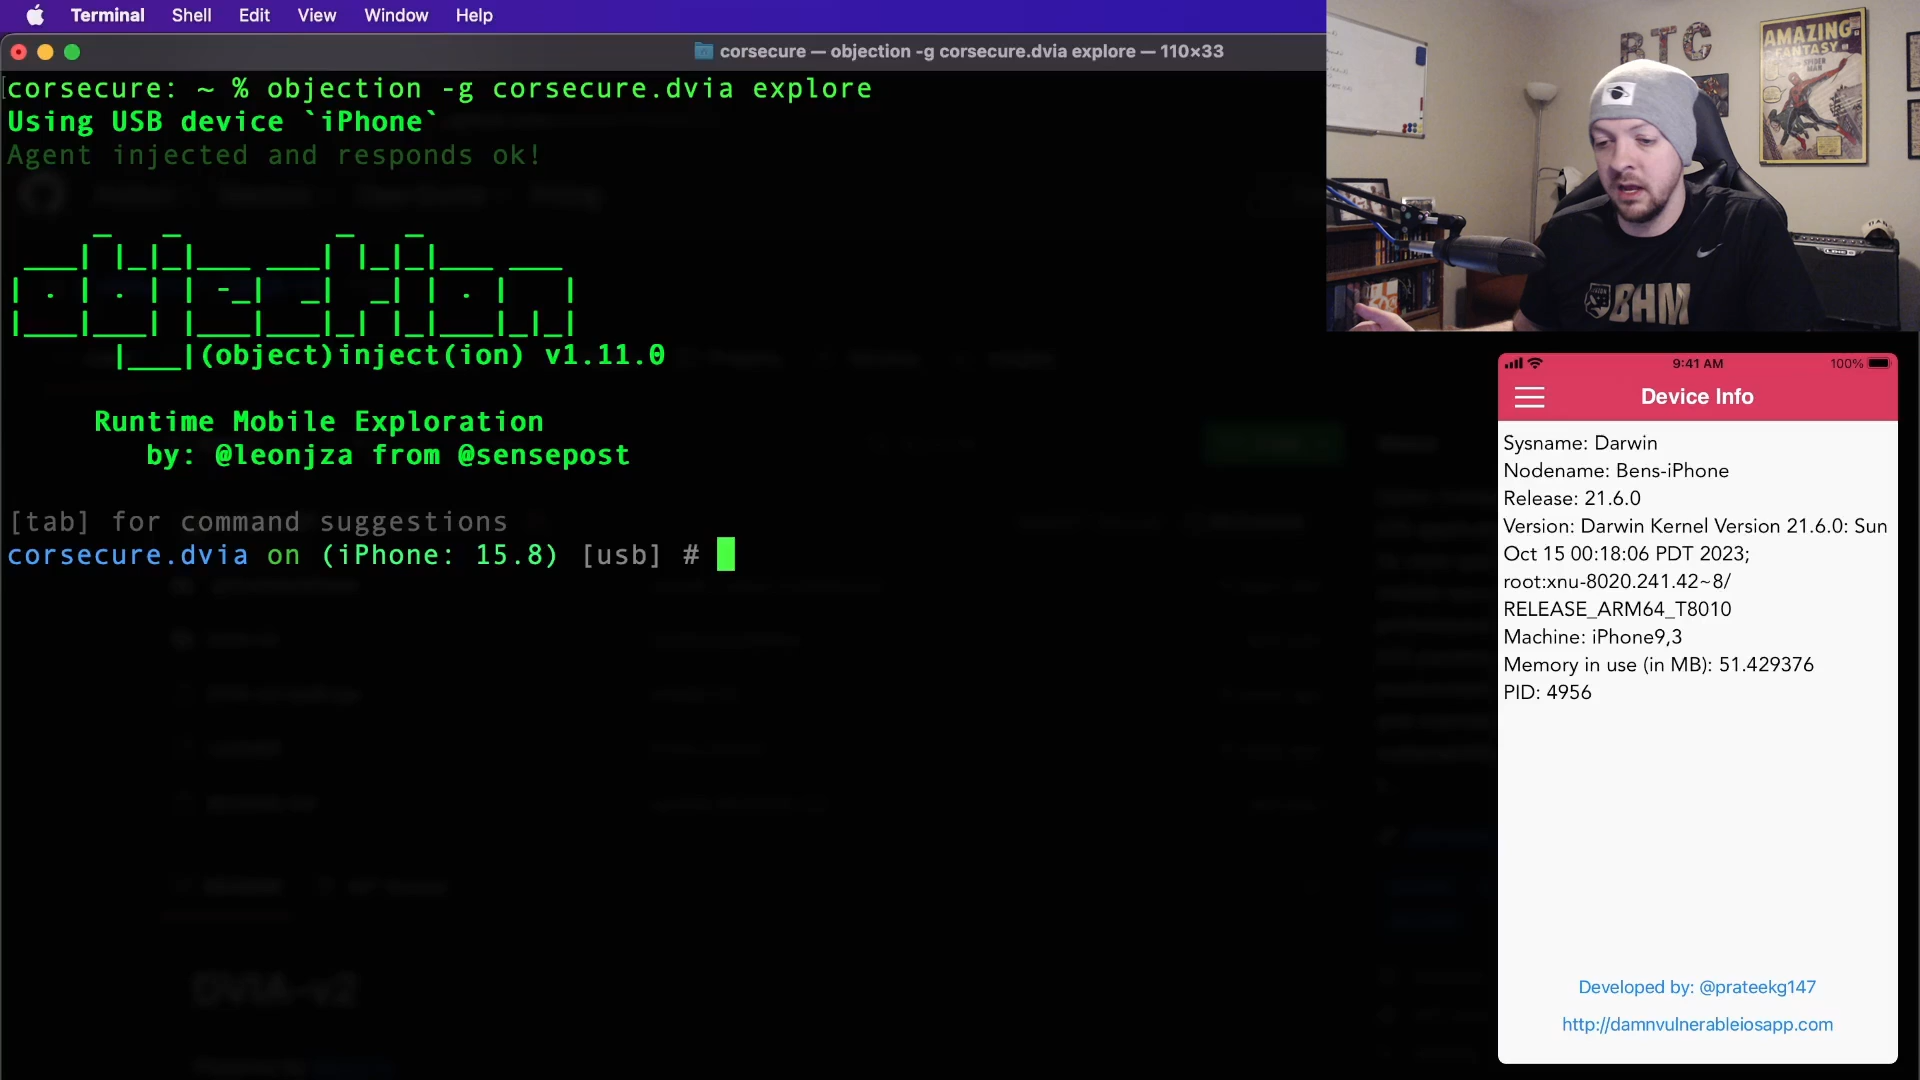 Terminal Shell Edit View Window Help
corsecure — objection -g corsecure.dvia explore — 110×33
corsecure: ~ % objection -g corsecure.dvia explore
Using USB device `iPhone`
Agent injected and responds ok!
|___|(object)inject(ion) v1.11.0
Runtime Mobile Exploration
by: @leonjza from @sensepost
[tab] for command suggestions
corsecure.dvia on (iPhone: 15.8) [usb] #
BTC
AMAZING
FANTASY
LINE 6
BHM
9:41 AM
100%
Device Info
Sysname: Darwin
Nodename: Bens-iPhone
Release: 21.6.0
Version: Darwin Kernel Version 21.6.0: Sun
Oct 15 00:18:06 PDT 2023;
root:xnu-8020.241.42~8/
RELEASE_ARM64_T8010
Machine: iPhone9,3
Memory in use (in MB): 51.429376
PID: 4956
Developed by: @prateekg147
http://damnvulnerableiosapp.com
DVIA-v2